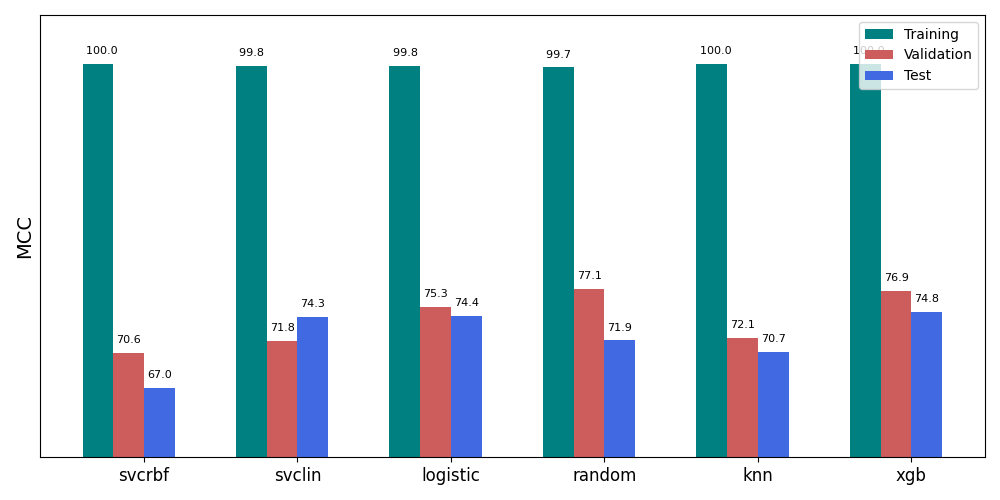 MCC
100.0
70.6
67.0
99.8
71.8
74.3
99.8
75.3
74.4
99.7
77.1
71.9
100.0
72.1
70.7
100.0
76.9
74.8
Training
Validation
Test
svcrbf
svclin
logistic
random
knn
xgb